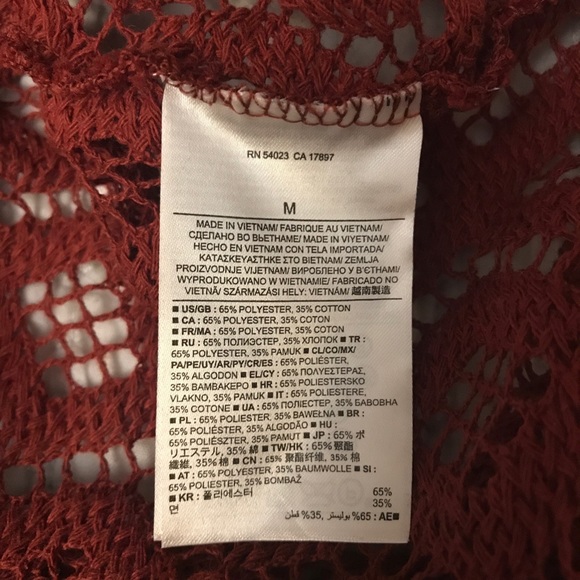 RN 54023 CA 17897
M
MADE IN VIETNAM/ FABRIQUE AU VIETNAM/
СДЕЛАНО ВО ВЬЕТНАМЕ/ MADE IN VIYETNAM/
HECHO EN VIETNAM CON TELA IMPORTADA/
ΚΑΤΑΣΚΕΥΑΣΤΗΚΕ ΣΤΟ ΒΙΕΤΝΑΜ/ ZEMLJA
PROIZVODNJE VIJETNAM/ ВИРОБЛЕНО У В'ЄТНАМІ/
WYPRODUKOWANO W WIETNAMIE/ FABRICADO NO
VIETNÃ/ SZÁRMAZÁSI HELY: VIETNÁM/ 越南製造
■ US/GB : 65% POLYESTER, 35% COTTON
■ CA : 65% POLYESTER, 35% COTON
■ FR/MA : 65% POLYESTER, 35% COTON
■ RU : 65% ПОЛИЭСТЕР, 35% ХЛОПОК ■ TR :
65% POLYESTER, 35% PAMUK ■ CL/CO/MX/
PA/PE/UY/AR/PY/CR/ES : 65% POLIÉSTER,
35% ALGODON ■ EL/CY : 65% ΠΟΛΥΕΣΤΕΡΑΣ,
35% ΒΑΜΒΑΚΕΡΟ ■ HR : 65% POLIESTERSKO
VLAKNO, 35% PAMUK ■ IT : 65% POLIESTERE,
35% COTONE ■ UA : 65% ПОЛІЕСТЕР, 35% БАВОВНА
■ PL : 65% POLIESTER, 35% BAWEŁNA ■ BR :
65% POLIÉSTER, 35% ALGODÃO ■ HU :
65% POLIÉSZTER, 35% PAMUT ■ JP : 65% ポ
リエステル, 35% 綿 ■ TW/HK : 65% 聚酯
纖維, 35% 棉 ■ CN : 65% 聚酯纤维, 35% 棉
■ AT : 65% POLYESTER, 35% BAUMWOLLE ■ SI :
65% POLIESTER, 35% BOMBAŽ
■ KR : 폴리에스터 65%
면 35%
■AE : 65% بوليستر, 35% قطن